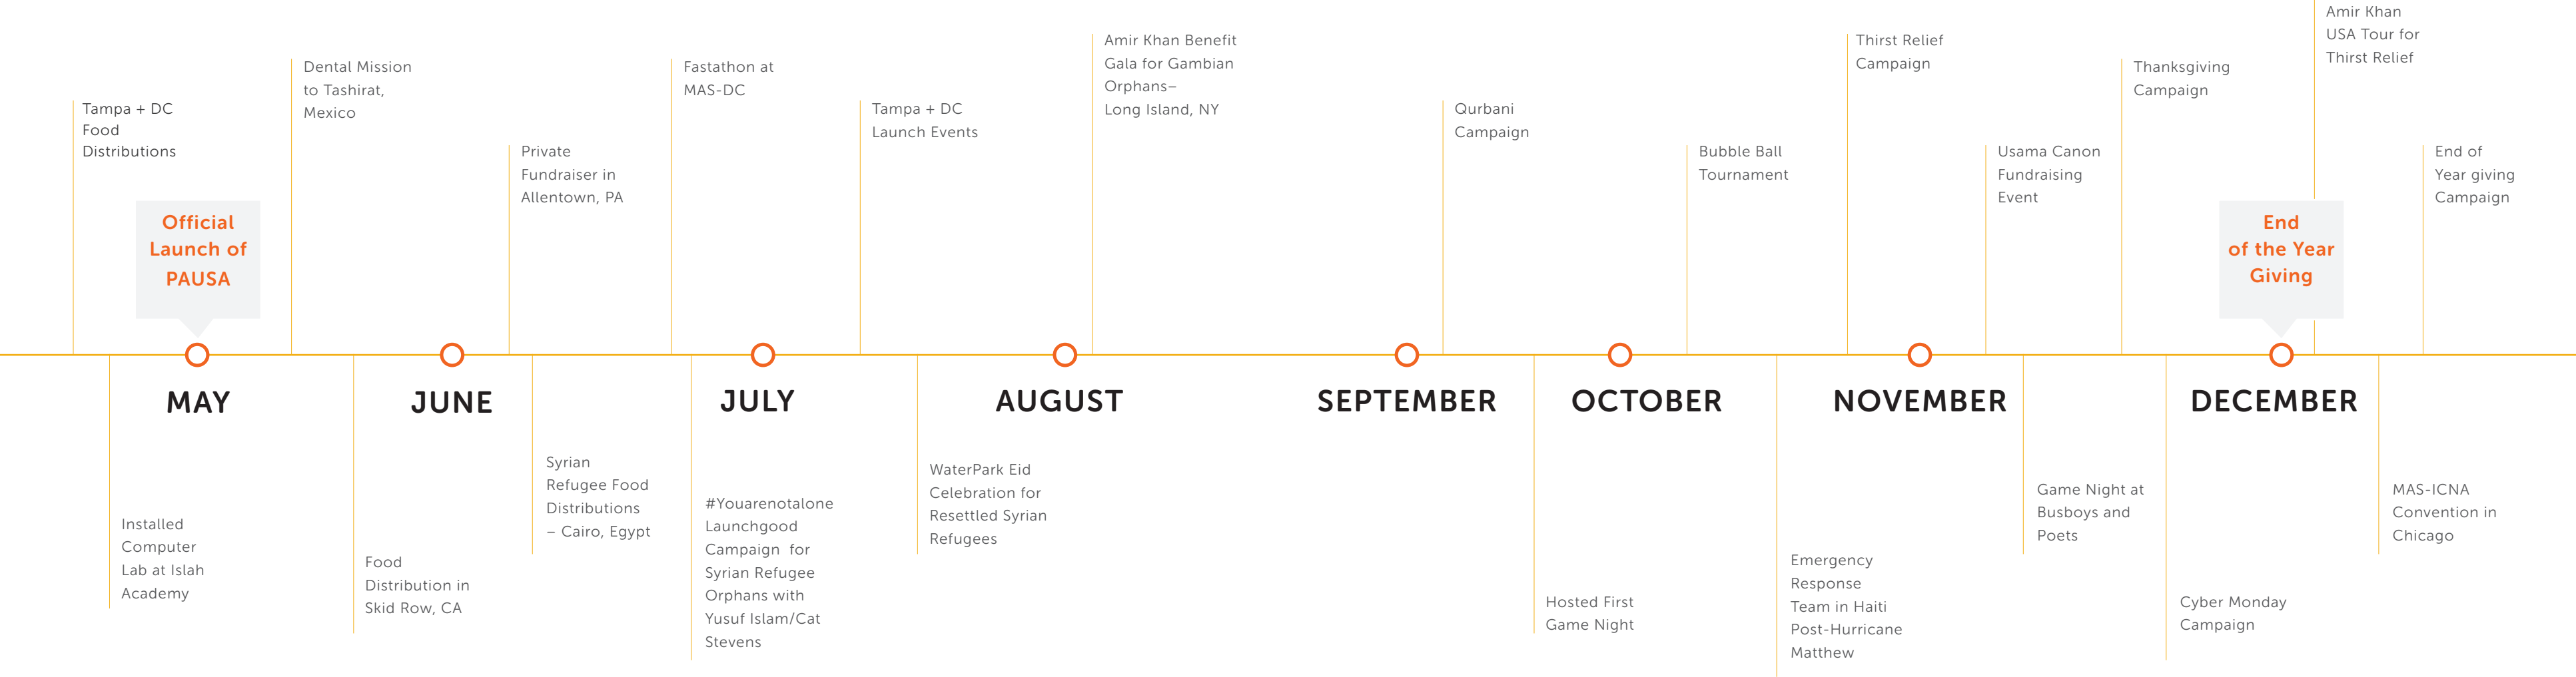 Tampa + DC
Food
Distributions
Official
Launch of
PAUSA
Dental Mission
to Tashirat,
Mexico
Private
Fundraiser in
Allentown, PA
Fastathon at
MAS-DC
Tampa + DC
Launch Events
Amir Khan Benefit
Gala for Gambian
Orphans–
Long Island, NY
Qurbani
Campaign
Bubble Ball
Tournament
Thirst Relief
Campaign
Usama Canon
Fundraising
Event
Thanksgiving
Campaign
Amir Khan
USA Tour for
Thirst Relief
End
of the Year
Giving
End of
Year giving
Campaign
MAY
JUNE
JULY
AUGUST
SEPTEMBER
OCTOBER
NOVEMBER
DECEMBER
Installed
Computer
Lab at Islah
Academy
Food
Distribution in
Skid Row, CA
Syrian
Refugee Food
Distributions
– Cairo, Egypt
#Youarenotalone
Launchgood
Campaign for
Syrian Refugee
Orphans with
Yusuf Islam/Cat
Stevens
WaterPark Eid
Celebration for
Resettled Syrian
Refugees
Hosted First
Game Night
Emergency
Response
Team in Haiti
Post-Hurricane
Matthew
Game Night at
Busboys and
Poets
Cyber Monday
Campaign
MAS-ICNA
Convention in
Chicago